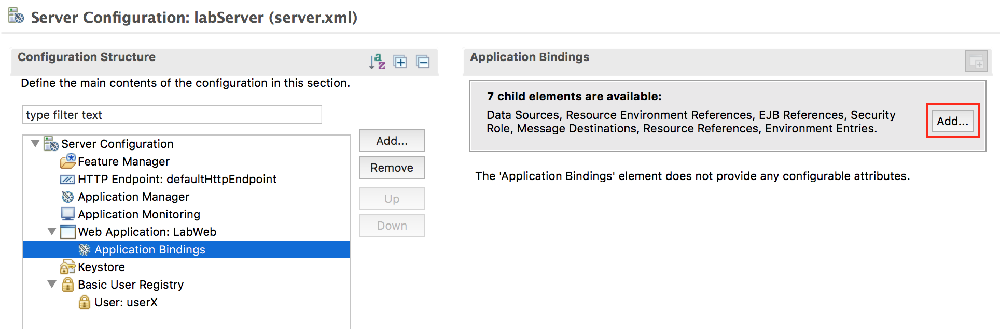 Server Configuration: labServer (server.xml)
Configuration Structure
Define the main contents of the configuration in this section.
type filter text
Server Configuration
Feature Manager
HTTP Endpoint: defaultHttpEndpoint
Application Manager
Application Monitoring
Web Application: LabWeb
Application Bindings
Keystore
Basic User Registry
User: userX
Add...
Remove
Up
Down
Application Bindings
7 child elements are available:
Data Sources, Resource Environment References, EJB References, Security
Role, Message Destinations, Resource References, Environment Entries.
Add...
The 'Application Bindings' element does not provide any configurable attributes.